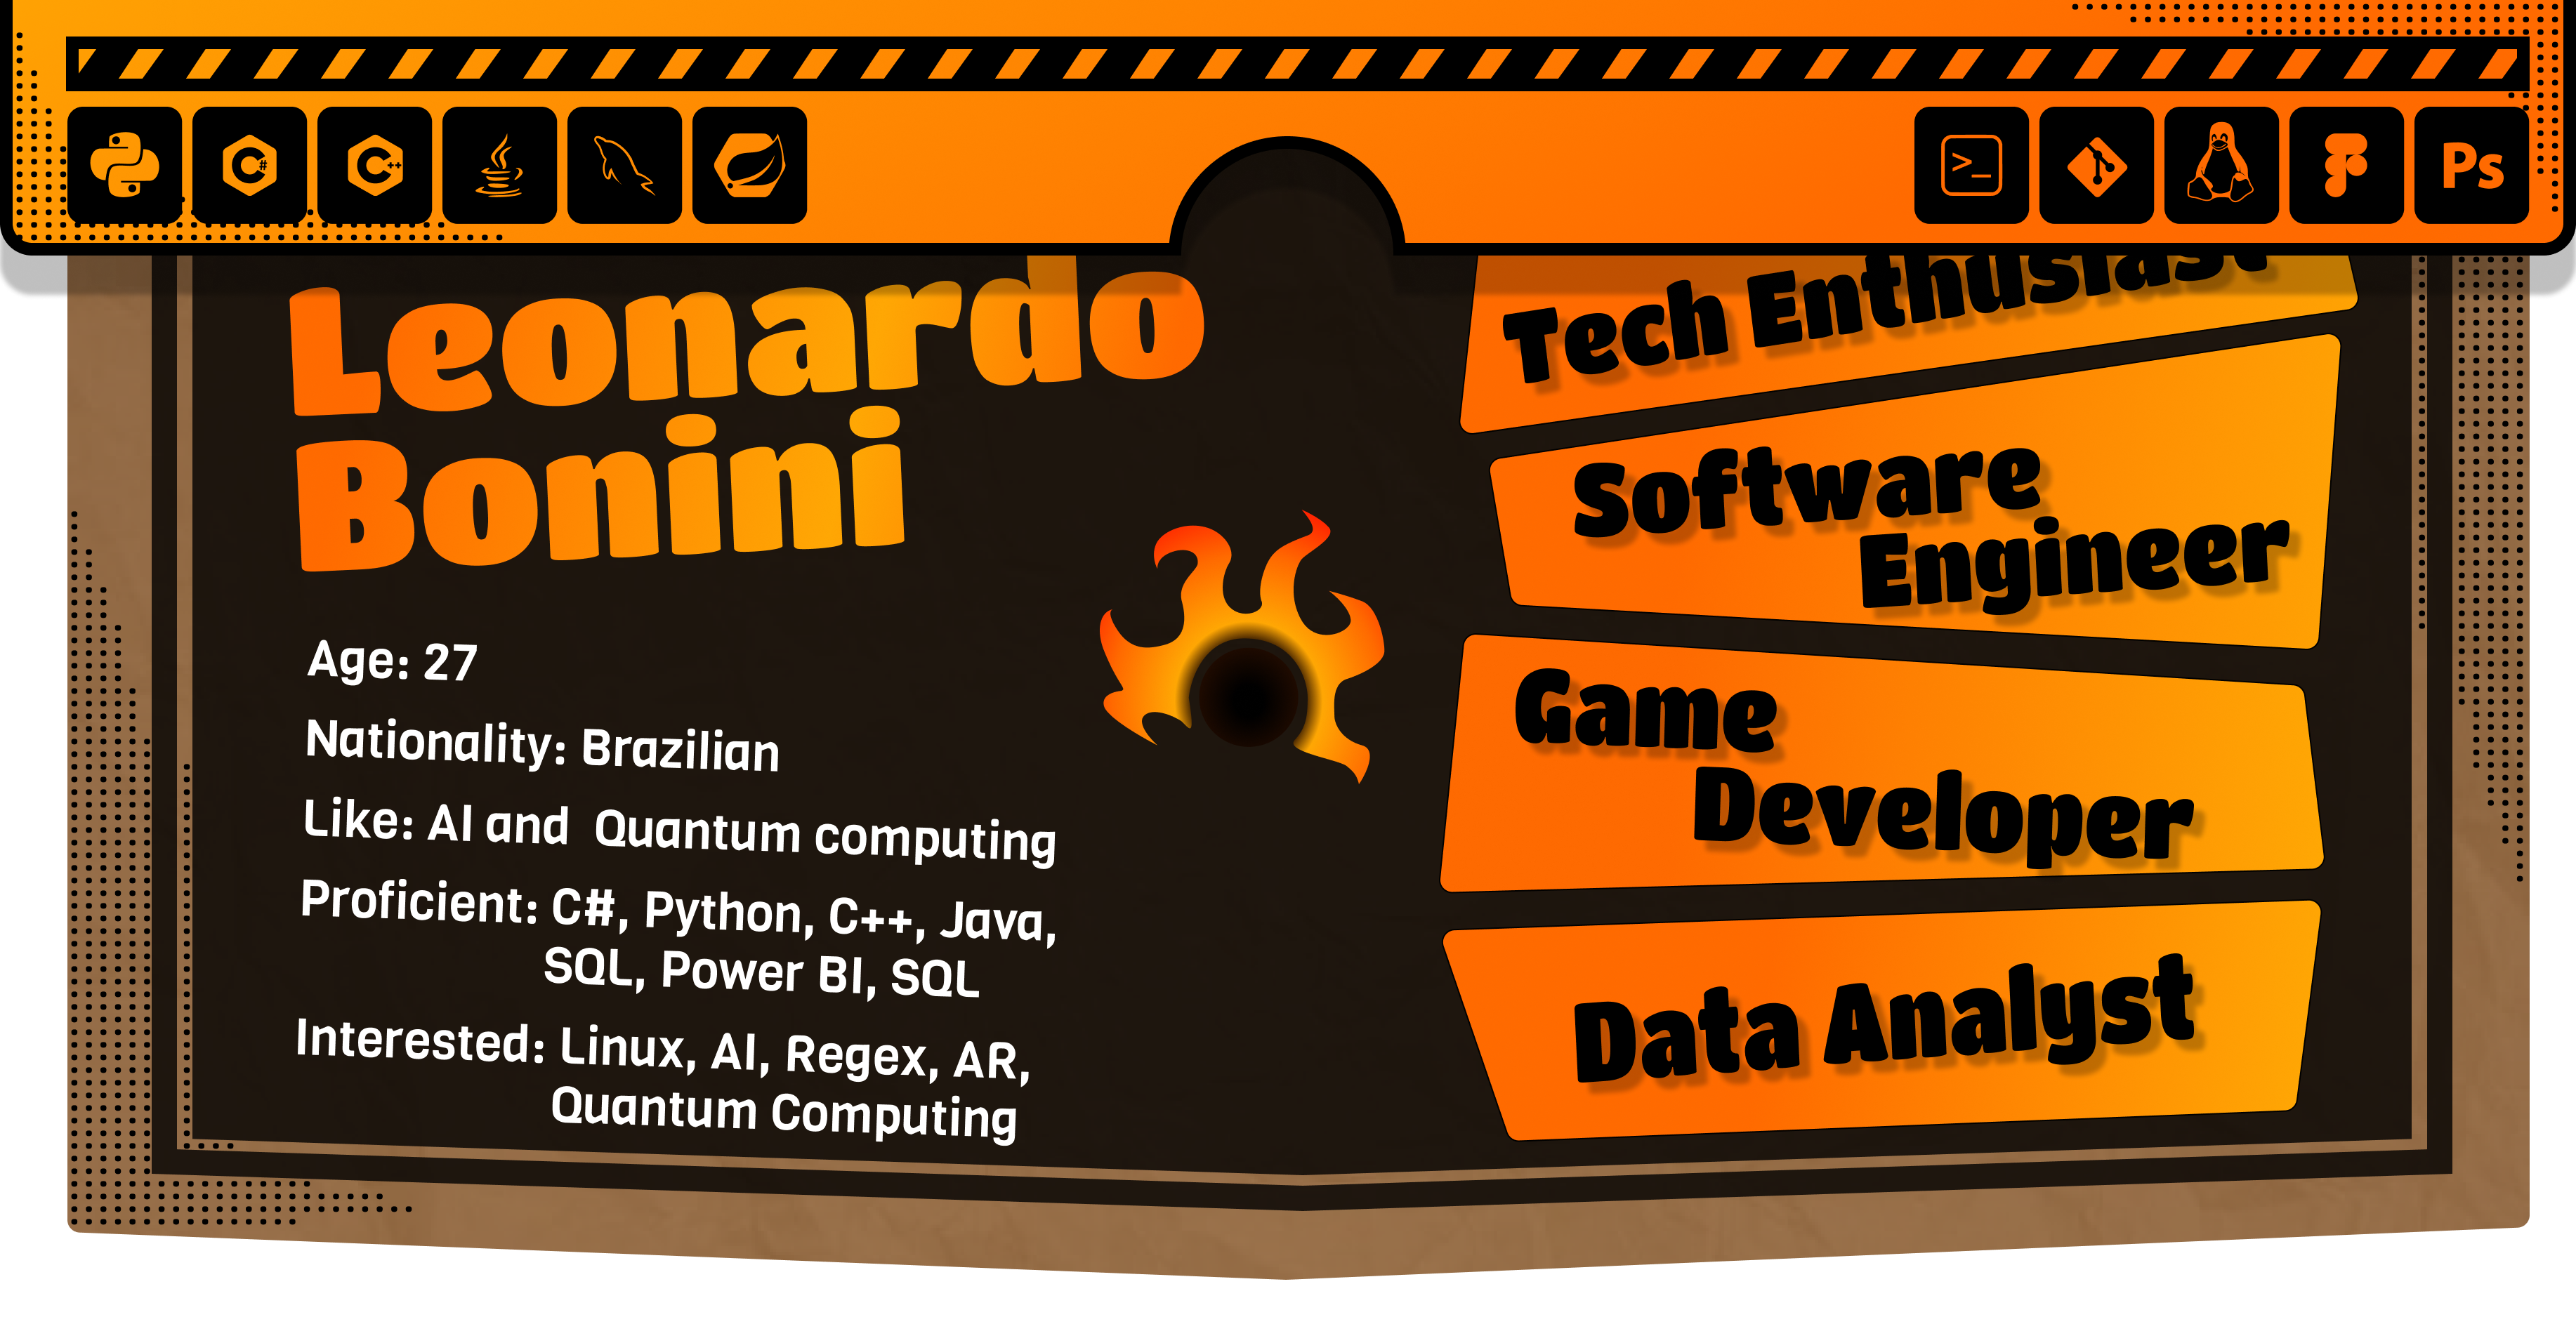 C#
C++
>_
Ps
Leonardo
Bonini
Age: 27
Nationality: Brazilian
Like: AI and  Quantum computing
Proficient: C#, Python, C++, Java,
SQL, Power BI, SQL
Interested: Linux, AI, Regex, AR,
Quantum Computing
Tech Enthusiast
Software
Engineer
Game
Developer
Data Analyst